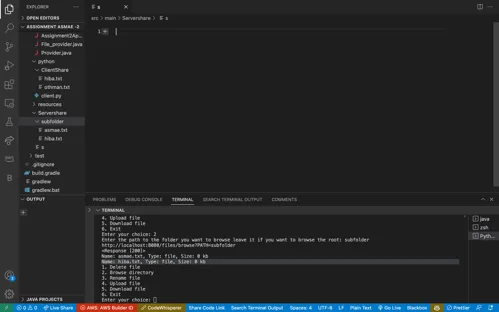 EXPLORER
OPEN EDITORS
ASSIGNMENT ASMAE -2
Assignment2Ap...
File_provider.java
Provider.java
python
ClientShare
hiba.txt
othman.txt
client.py
resources
Servershare
subfolder
asmae.txt
hiba.txt
s
test
.gitignore
build.gradle
gradlew
gradlew.bat
OUTPUT
JAVA PROJECTS
s
src > main > Servershare > s
1
PROBLEMS DEBUG CONSOLE TERMINAL SEARCH TERMINAL OUTPUT COMMENTS
TERMINAL
4. Upload file
5. Download file
6. Exit
Enter your choice: 2
Enter the path to the folder you want to browse leave it if you want to browse the root: subfolder
http://localhost:8080/files/browse?PATH=subfolder
<Response [200]>
Name: asmae.txt, Type: file, Size: 0 kb
Name: hiba.txt, Type: file, Size: 0 kb
1. Delete file
2. Browse directory
3. Rename file
4. Upload file
5. Download file
6. Exit
Enter your choice:
java
zsh
Pyth...
0 0 Live Share AWS: AWS Builder ID CodeWhisperer Share Code Link Search Terminal Output Spaces: 4 UTF-8 LF Plain Text Go Live Blackbox Prettier